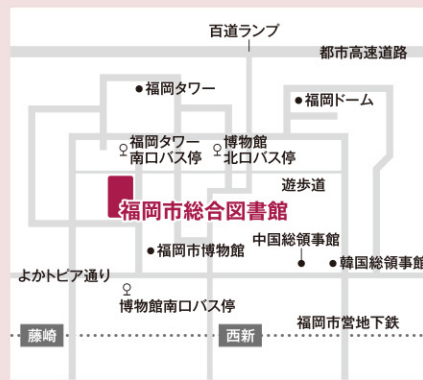 百道ランプ
都市高速道路
福岡タワー
福岡ドーム
福岡タワー
南口バス停
博物館
北口バス停
遊歩道
福岡市総合図書館
中国総領事館
福岡市博物館
韓国総領事館
よかトピア通り
博物館南口バス停
福岡市営地下鉄
藤崎
西新